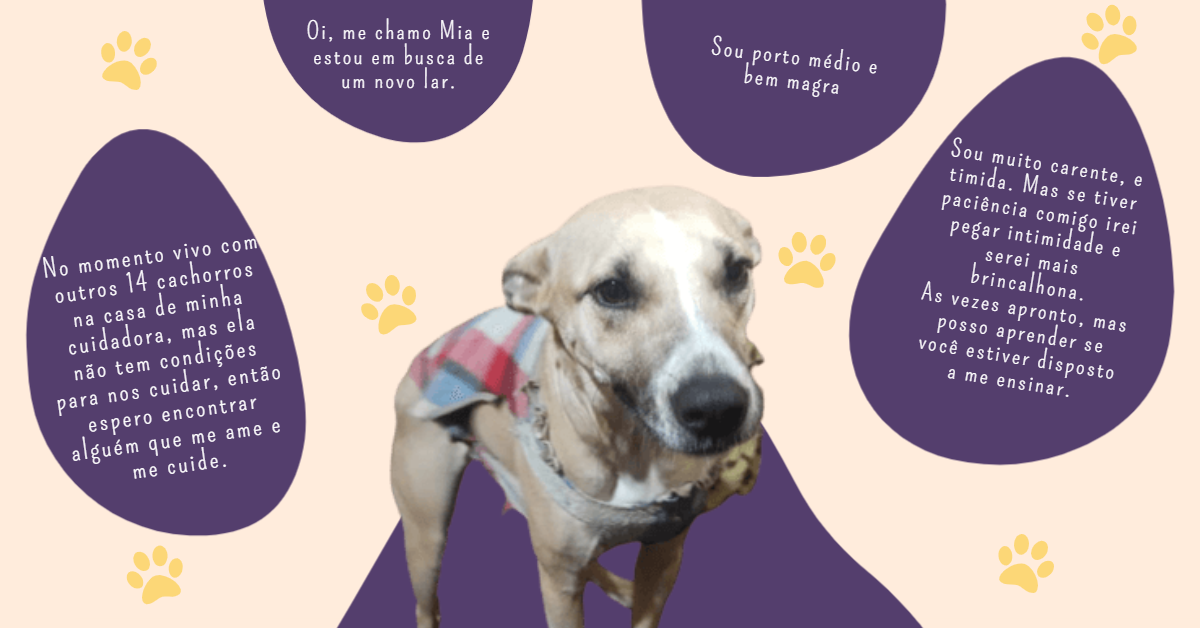 Oi, me chamo Mia e
estou em busca de
um novo lar.
Sou porto médio e
bem magra
No momento vivo com
outros 14 cachorros
na casa de minha
cuidadora, mas ela
não tem condições
para nos cuidar, então
espero encontrar
alguém que me ame e
me cuide.
Sou muito carente, e
timida. Mas se tiver
paciência comigo irei
pegar intimidade e
serei mais
brincalhona.
As vezes apronto, mas
posso aprender se
você estiver disposto
a me ensinar.